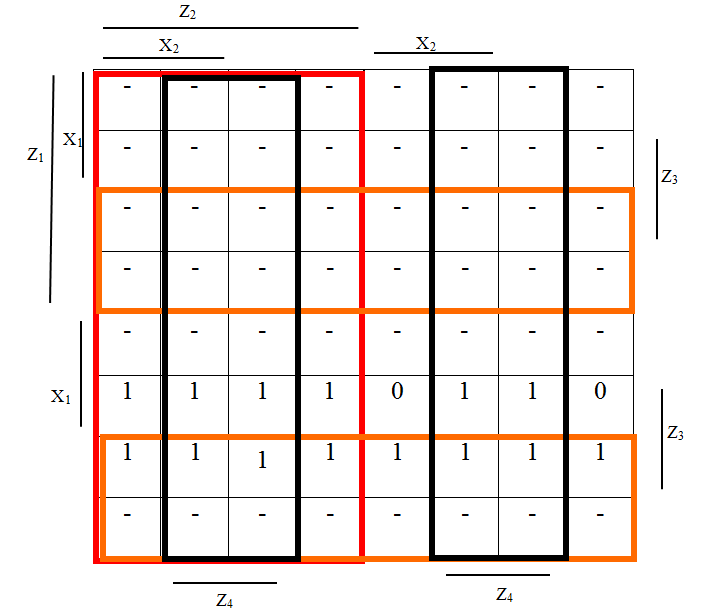 Z2
X2 X2
- - - - - - - -
X1
- - - - - - - -
Z1 Z3
- - - - - - - -
- - - - - - - -
- - - - - - - -
X1 1 1 1 1 0 1 1 0
Z3
1 1 1 1 1 1 1 1
- - - - - - - -
Z4 Z4